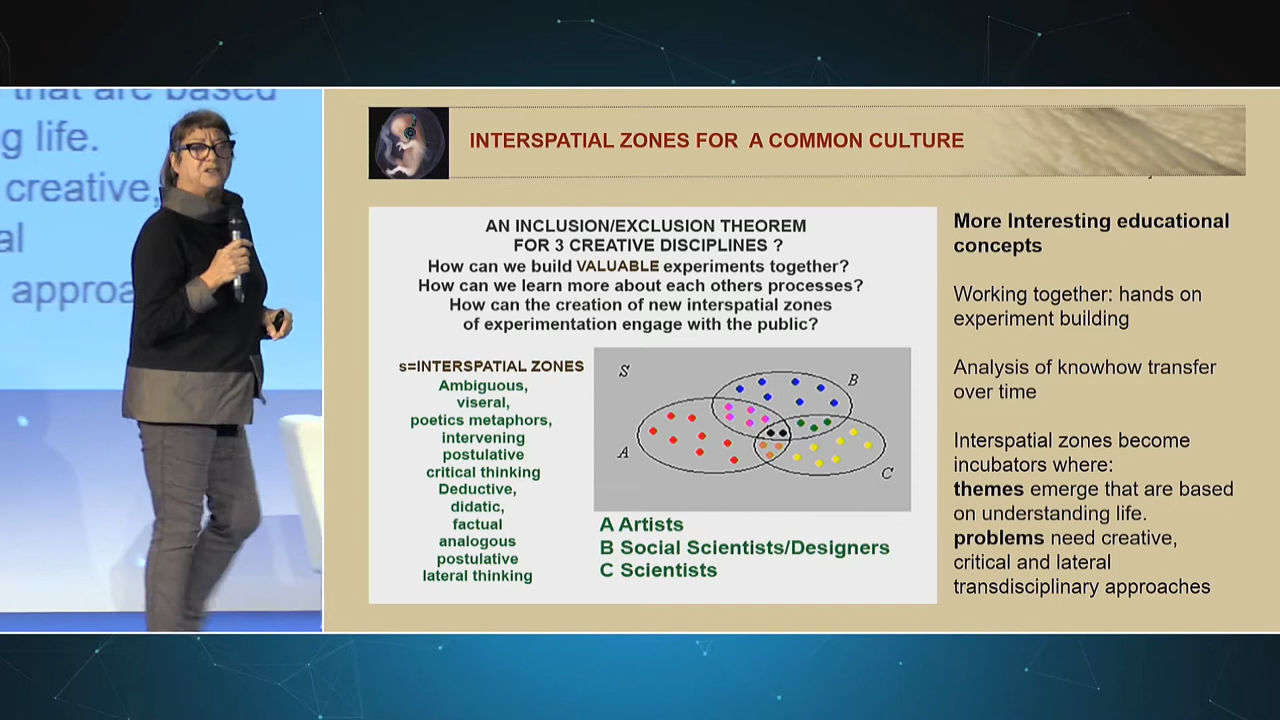 that are based
g life.
creative,
al
approa
INTERSPATIAL ZONES FOR A COMMON CULTURE
AN INCLUSION/EXCLUSION THEOREM
FOR 3 CREATIVE DISCIPLINES ?
How can we build VALUABLE experiments together?
How can we learn more about each others processes?
How can the creation of new interspatial zones
of experimentation engage with the public?
s=INTERSPATIAL ZONES
Ambiguous,
viseral,
poetics metaphors,
intervening
postulative
critical thinking
Deductive,
didatic,
factual
analogous
postulative
lateral thinking
S
B
A
C
A Artists
B Social Scientists/Designers
C Scientists
More Interesting educational
concepts
Working together: hands on
experiment building
Analysis of knowhow transfer
over time
Interspatial zones become
incubators where:
themes emerge that are based
on understanding life.
problems need creative,
critical and lateral
transdisciplinary approaches